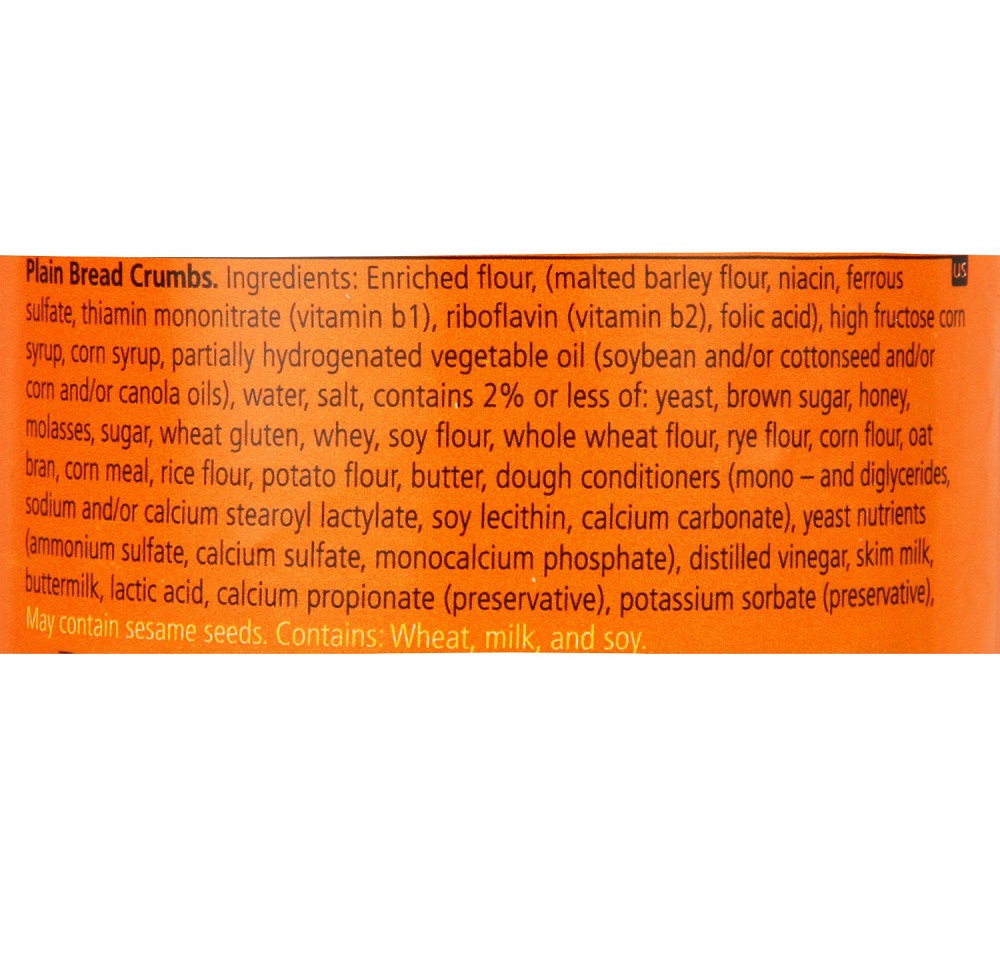 Plain Bread Crumbs. Ingredients: Enriched flour, (malted barley flour, niacin, ferrous
US
sulfate, thiamin mononitrate (vitamin b1), riboflavin (vitamin b2), folic acid), high fructose corn
syrup, corn syrup, partially hydrogenated vegetable oil (soybean and/or cottonseed and/or
corn and/or canola oils), water, salt, contains 2% or less of: yeast, brown sugar, honey,
molasses, sugar, wheat gluten, whey, soy flour, whole wheat flour, rye flour, corn flour, oat
bran, corn meal, rice flour, potato flour, butter, dough conditioners (mono – and diglycerides,
sodium and/or calcium stearoyl lactylate, soy lecithin, calcium carbonate), yeast nutrients
(ammonium sulfate, calcium sulfate, monocalcium phosphate), distilled vinegar, skim milk,
buttermilk, lactic acid, calcium propionate (preservative), potassium sorbate (preservative),
May contain sesame seeds. Contains: Wheat, milk, and soy.